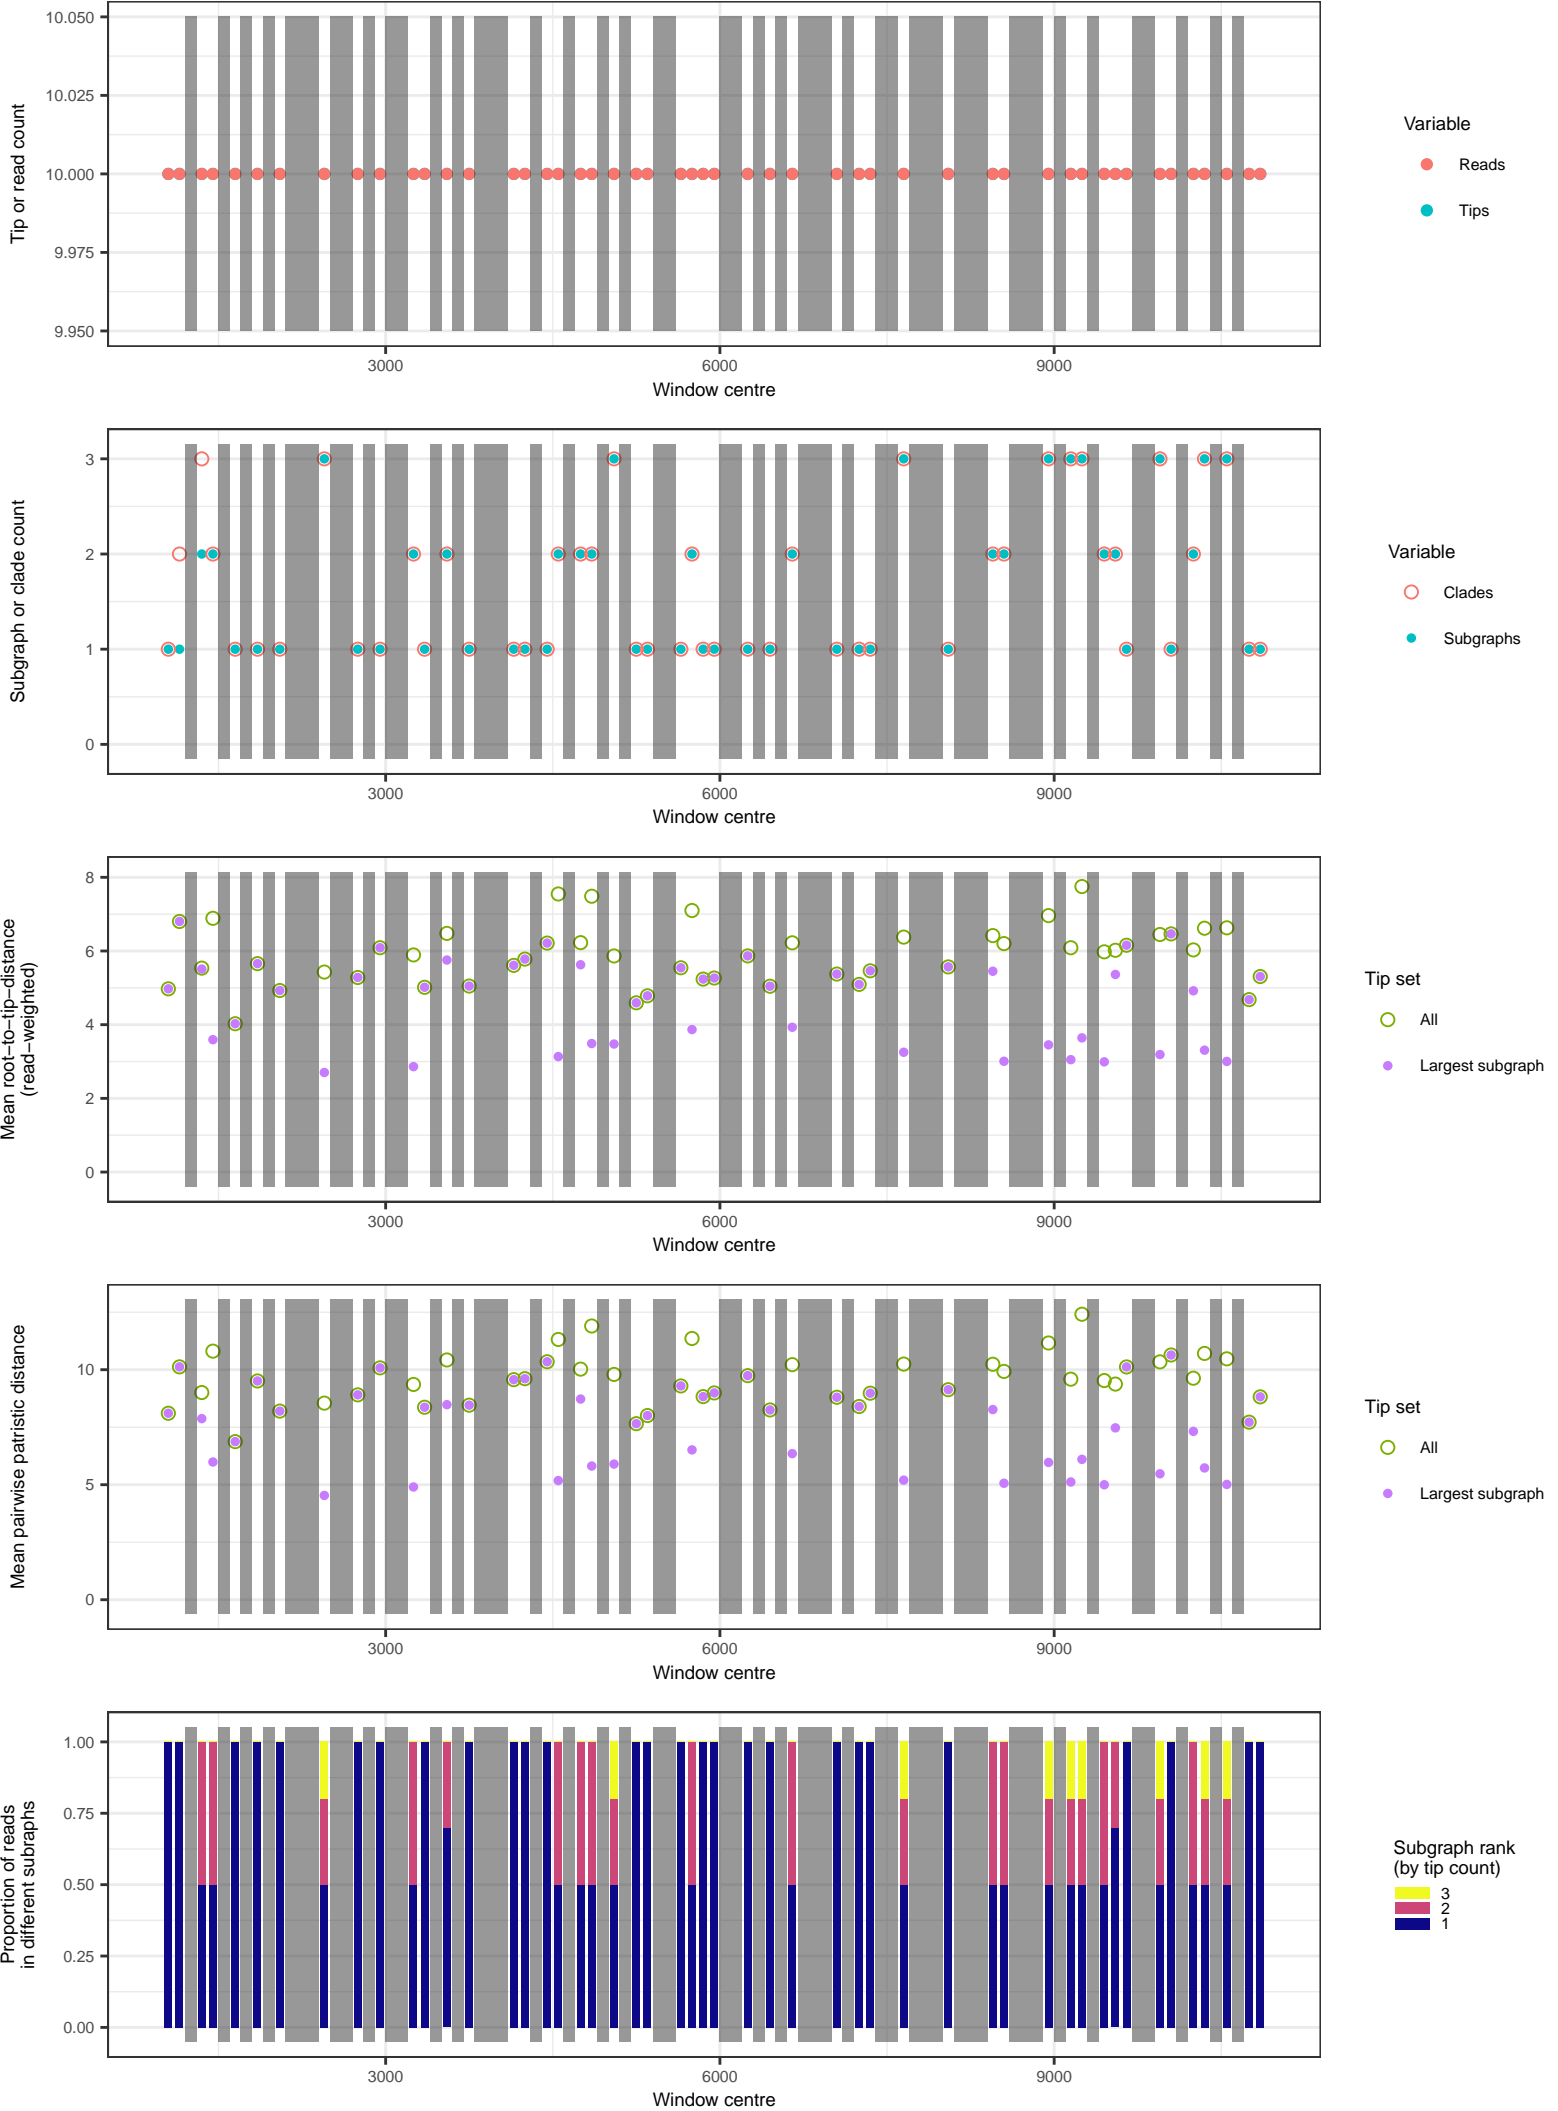 10.050
10.025
10.000
9.975
9.950
Tip or read count
3000
6000
9000
Window centre
Variable
Reads
Tips
3
2
1
0
Subgraph or clade count
3000
6000
9000
Window centre
Variable
Clades
Subgraphs
8
6
4
2
0
Mean root−to−tip−distance
(read−weighted)
3000
6000
9000
Window centre
Tip set
All
Largest subgraph
10
5
0
Mean pairwise patristic distance
3000
6000
9000
Window centre
Tip set
All
Largest subgraph
1.00
0.75
0.50
0.25
0.00
Proportion of reads
in different subraphs
3000
6000
9000
Window centre
Subgraph rank
(by tip count)
3
2
1